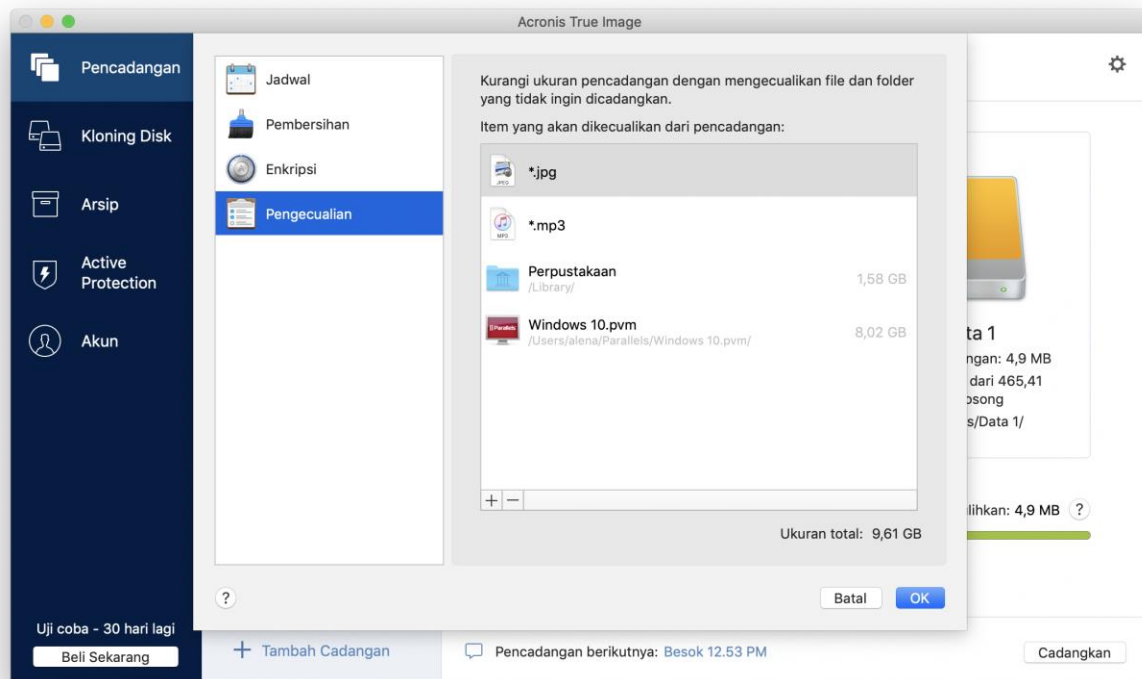 Acronis True Image
Pencadangan
Kloning Disk
Arsip
Active
Protection
Akun
Uji coba - 30 hari lagi
Beli Sekarang
Jadwal
Pembersihan
Enkripsi
Pengecualian
Kurangi ukuran pencadangan dengan mengecualikan file dan folder
yang tidak ingin dicadangkan.
Item yang akan dikecualikan dari pencadangan:
JPEG
*.jpg
MP3
*.mp3
Perpustakaan
/Library/
1,58 GB
Parallels
Windows 10.pvm
/Users/alena/Parallels/Windows 10.pvm/
8,02 GB
+ −
Ukuran total: 9,61 GB
?
Batal
OK
ta 1
ngan: 4,9 MB
dari 465,41
osong
s/Data 1/
lihkan: 4,9 MB ?
+ Tambah Cadangan
Pencadangan berikutnya: Besok 12.53 PM
Cadangkan